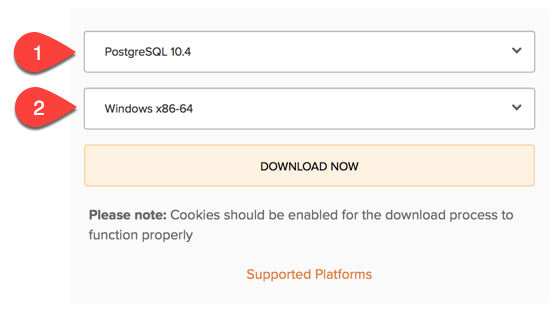 1
PostgreSQL 10.4
2
Windows x86-64
DOWNLOAD NOW
Please note: Cookies should be enabled for the download process to
function properly
Supported Platforms